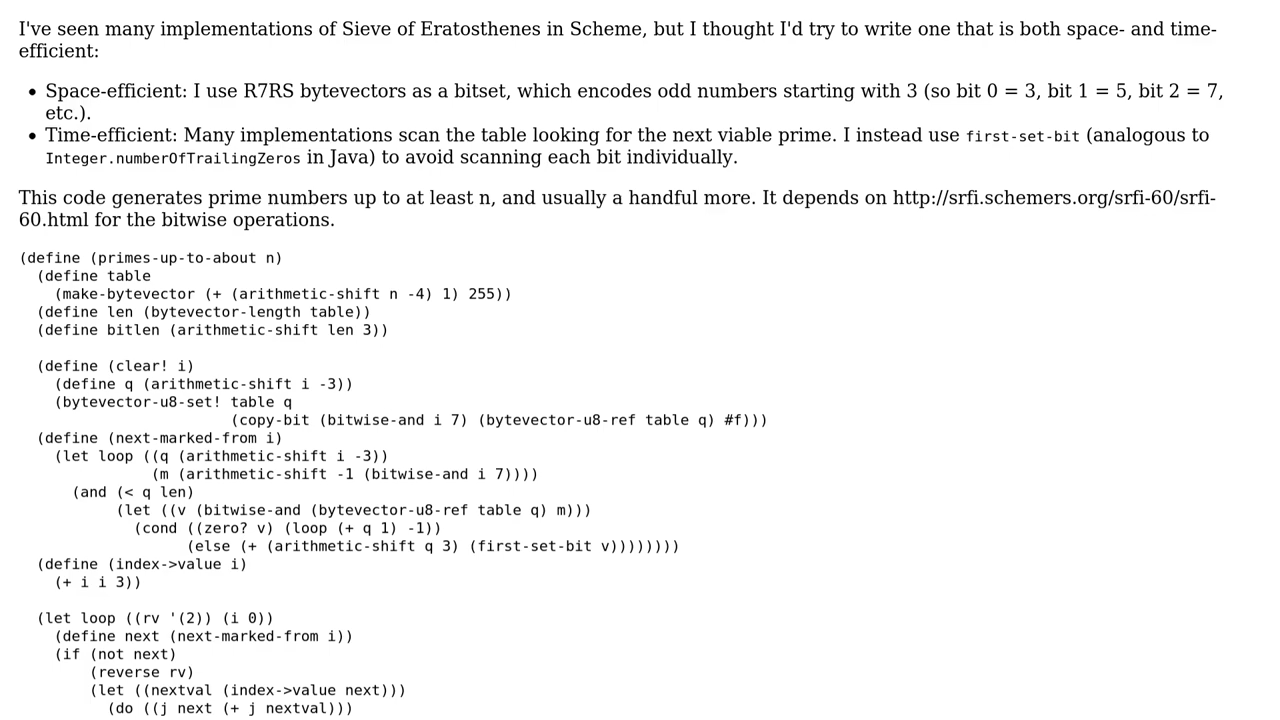 I've seen many implementations of Sieve of Eratosthenes in Scheme, but I thought I'd try to write one that is both space- and time-
efficient:
• Space-efficient: I use R7RS bytevectors as a bitset, which encodes odd numbers starting with 3 (so bit 0 = 3, bit 1 = 5, bit 2 = 7,
etc.).
• Time-efficient: Many implementations scan the table looking for the next viable prime. I instead use first-set-bit (analogous to
Integer.numberOfTrailingZeros in Java) to avoid scanning each bit individually.
This code generates prime numbers up to at least n, and usually a handful more. It depends on http://srfi.schemers.org/srfi-60/srfi-
60.html for the bitwise operations.
(define (primes-up-to-about n)
  (define table
    (make-bytevector (+ (arithmetic-shift n -4) 1) 255))
  (define len (bytevector-length table))
  (define bitlen (arithmetic-shift len 3))

  (define (clear! i)
    (define q (arithmetic-shift i -3))
    (bytevector-u8-set! table q
                        (copy-bit (bitwise-and i 7) (bytevector-u8-ref table q) #f)))
  (define (next-marked-from i)
    (let loop ((q (arithmetic-shift i -3))
               (m (arithmetic-shift -1 (bitwise-and i 7))))
      (and (< q len)
           (let ((v (bitwise-and (bytevector-u8-ref table q) m)))
             (cond ((zero? v) (loop (+ q 1) -1))
                   (else (+ (arithmetic-shift q 3) (first-set-bit v))))))))
  (define (index->value i)
    (+ i i 3))

  (let loop ((rv '(2)) (i 0))
    (define next (next-marked-from i))
    (if (not next)
        (reverse rv)
        (let ((nextval (index->value next)))
          (do ((j next (+ j nextval)))